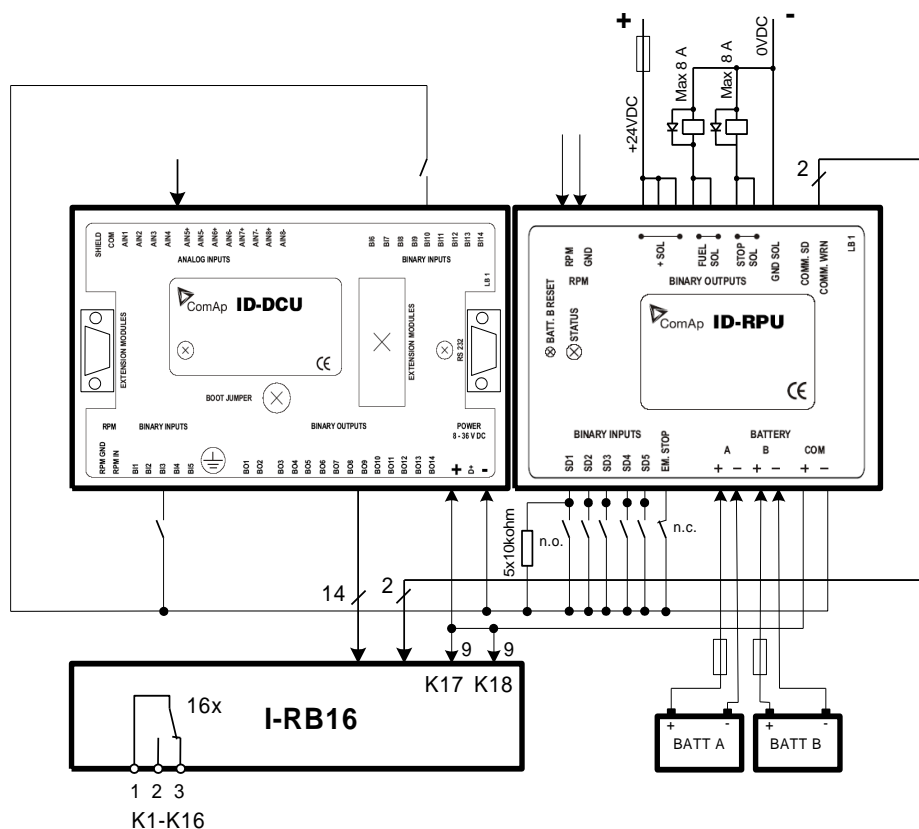 + -
0VDC
Max 8 A
Max 8 A
+24VDC
2
SHIELD
COM
AIN1
AIN2
AIN3
AIN4
AIN5+
AIN5-
AIN6+
AIN6-
AIN7+
AIN7-
AIN8+
AIN8-
ANALOG INPUTS
BI6
BI7
BI8
BI9
BI10
BI11
BI12
BI13
BI14
BINARY INPUTS
LB 1
ComAp ID-DCU
EXTENSION MODULES
EXTENSION MODULES
RS 232
CE
BOOT JUMPER
RPM
BINARY INPUTS
BINARY OUTPUTS
POWER
8 - 36 V DC
RPM GND
RPM IN
BI1
BI2
BI3
BI4
BI5
BO1
BO2
BO3
BO4
BO5
BO6
BO7
BO8
BO9
BO10
BO11
BO12
BO13
BO14
+
D+
-
RPM
GND
RPM
+ SOL
FUEL
SOL
STOP
SOL
GND SOL
COMM. SD
COMM. WRN
LB 1
BINARY OUTPUTS
BATT. B RESET
STATUS
ComAp ID-RPU
CE
BINARY INPUTS
BATTERY
SD1
SD2
SD3
SD4
SD5
EM. STOP
A B COM
+ - + - + -
5x10kohm
n.o.
n.c.
14
2
9 9
K17 K18
16x
I-RB16
1 2 3
K1-K16
+ -
BATT A
+ -
BATT B